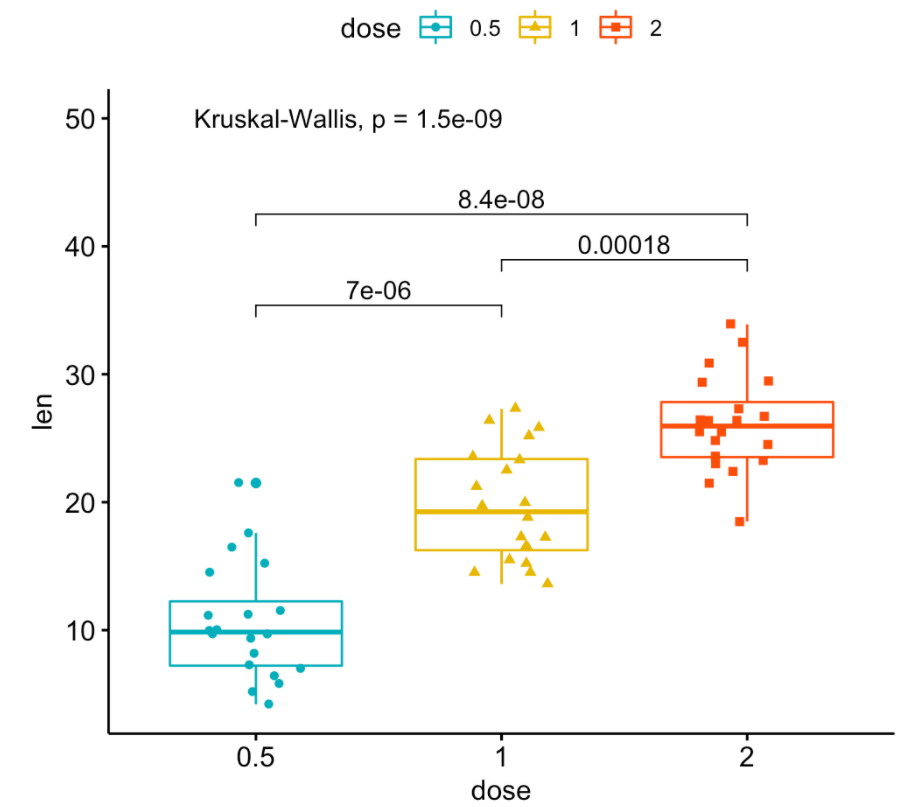 dose 0.5 1 2
50
Kruskal-Wallis, p = 1.5e-09
8.4e-08
40
0.00018
7e-06
30
len
20
10
0.5 1 2
dose